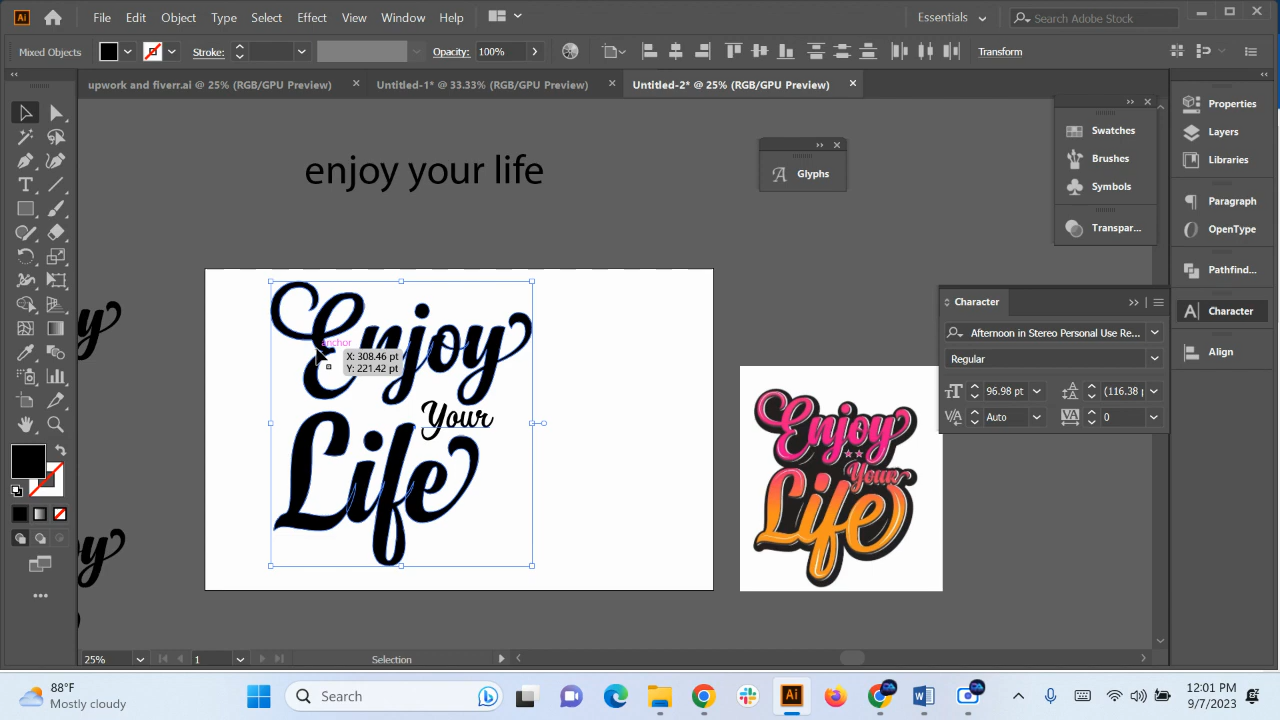 Ai File Edit Object Type Select Effect View Window Help Essentials Search Adobe Stock
Mixed Objects Stroke: Opacity: 100% Transform
upwork and fiverr.ai @ 25% (RGB/GPU Preview) Untitled-1* @ 33.33% (RGB/GPU Preview) Untitled-2* @ 25% (RGB/GPU Preview)
enjoy your life
Glyphs
Swatches
Brushes
Symbols
Transpar...
Properties
Layers
Libraries
Paragraph
OpenType
Pathfind...
Character
Align
Character
Afternoon in Stereo Personal Use Re...
Regular
96.98 pt (116.38
Auto 0
Enjoy
Your
Life
anchor
X: 308.46 pt
Y: 221.42 pt
Enjoy
Your
Life
25% 1 Selection
88°F
Mostly cloudy
Search
Ai
12:01 PM
9/7/2023